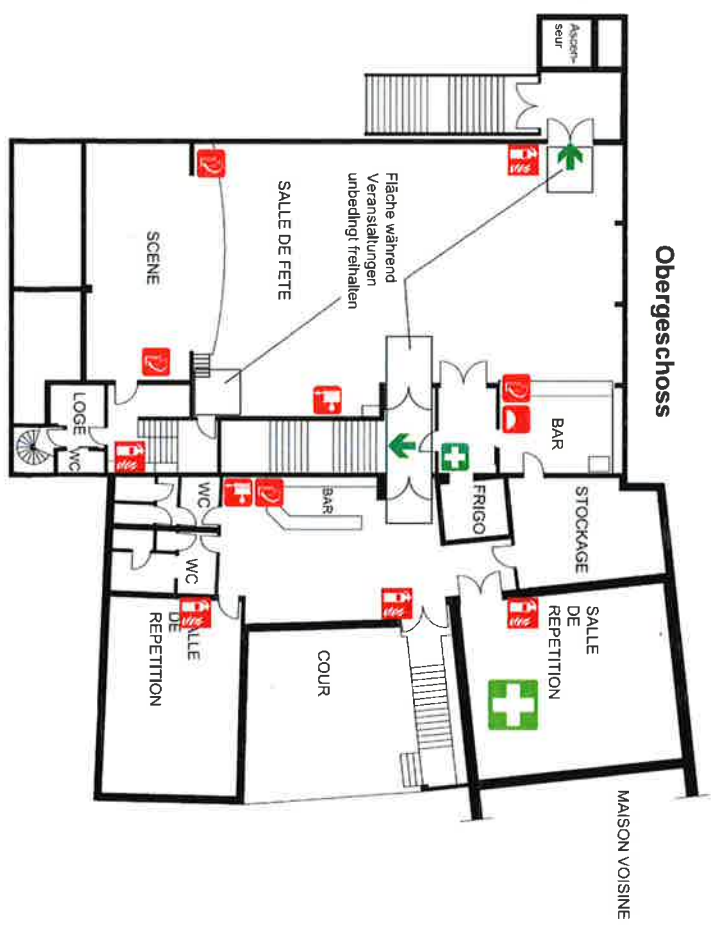 Obergeschoss
Ascen-
seur
Fläche während
Veranstaltungen
unbedingt freihalten
SALLE DE FETE
SCENE
BAR
STOCKAGE
FRIGO
SALLE
DE
REPETITION
MAISON VOISINE
BAR
LOGE
WC
WC
WC
COUR
SALLE
DE
REPETITION